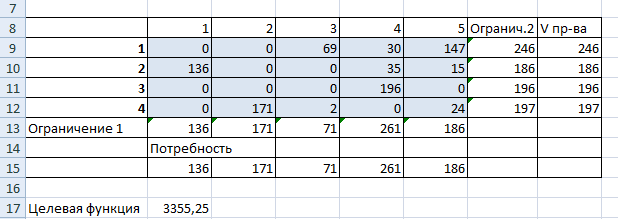 7
8 1 2 3 4 5 Огранич.2 V пр-ва
9 1 0 0 69 30 147 246 246
10 2 136 0 0 35 15 186 186
11 3 0 0 0 196 0 196 196
12 4 0 171 2 0 24 197 197
13 Ограничение 1 136 171 71 261 186
14 Потребность
15 136 171 71 261 186
16
17 Целевая функция 3355,25